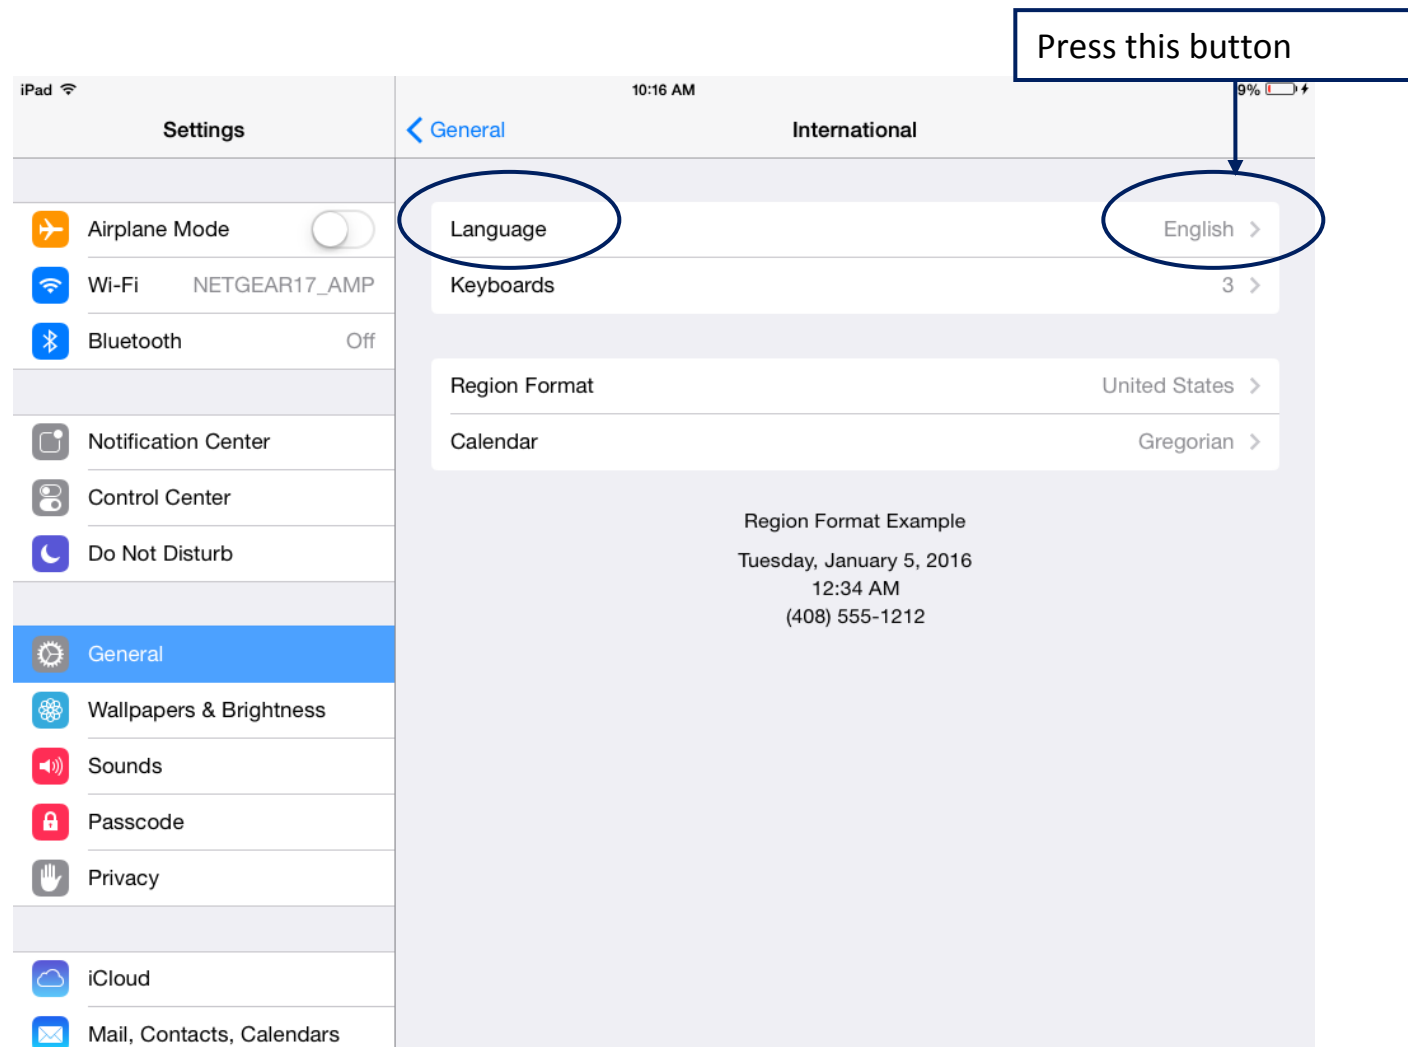 Press this button
iPad 10:16 AM 9%
Settings
General International
Airplane Mode
Wi-Fi NETGEAR17_AMP
Bluetooth Off
Notification Center
Control Center
Do Not Disturb
General
Wallpapers & Brightness
Sounds
Passcode
Privacy
iCloud
Mail, Contacts, Calendars
Language English
Keyboards 3
Region Format United States
Calendar Gregorian
Region Format Example
Tuesday, January 5, 2016
12:34 AM
(408) 555-1212